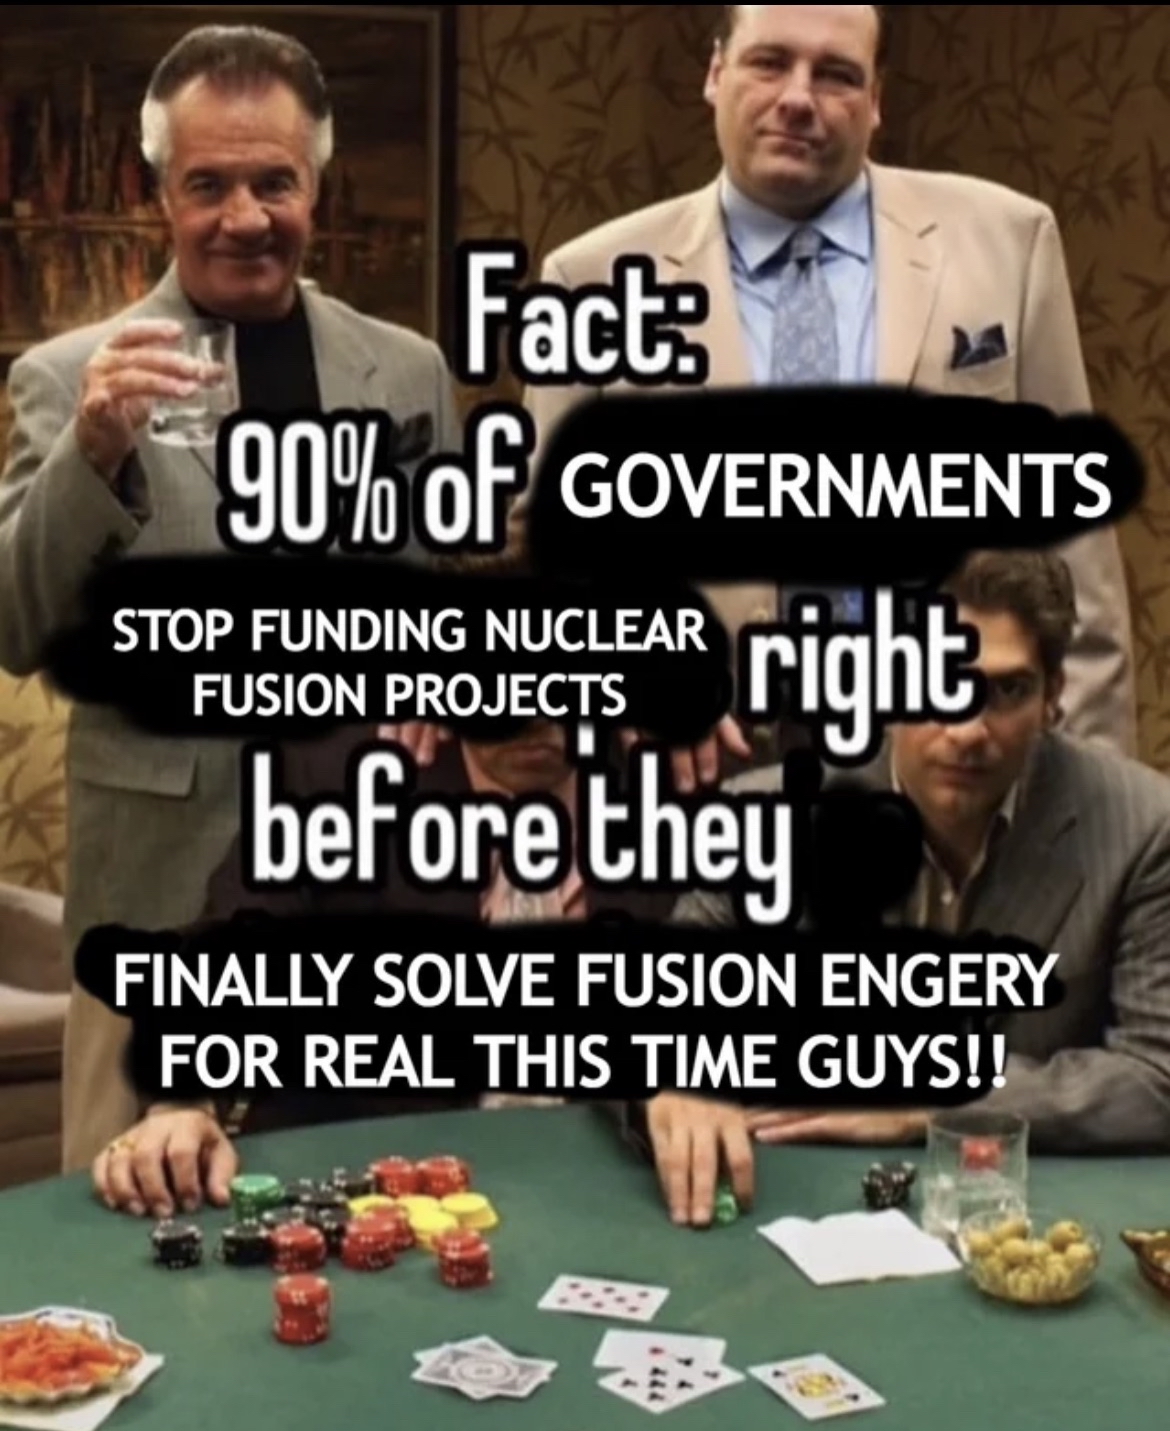 Fact:
90% of GOVERNMENTS
STOP FUNDING NUCLEAR
FUSION PROJECTS
right
before they
FINALLY SOLVE FUSION ENGERY
FOR REAL THIS TIME GUYS!!